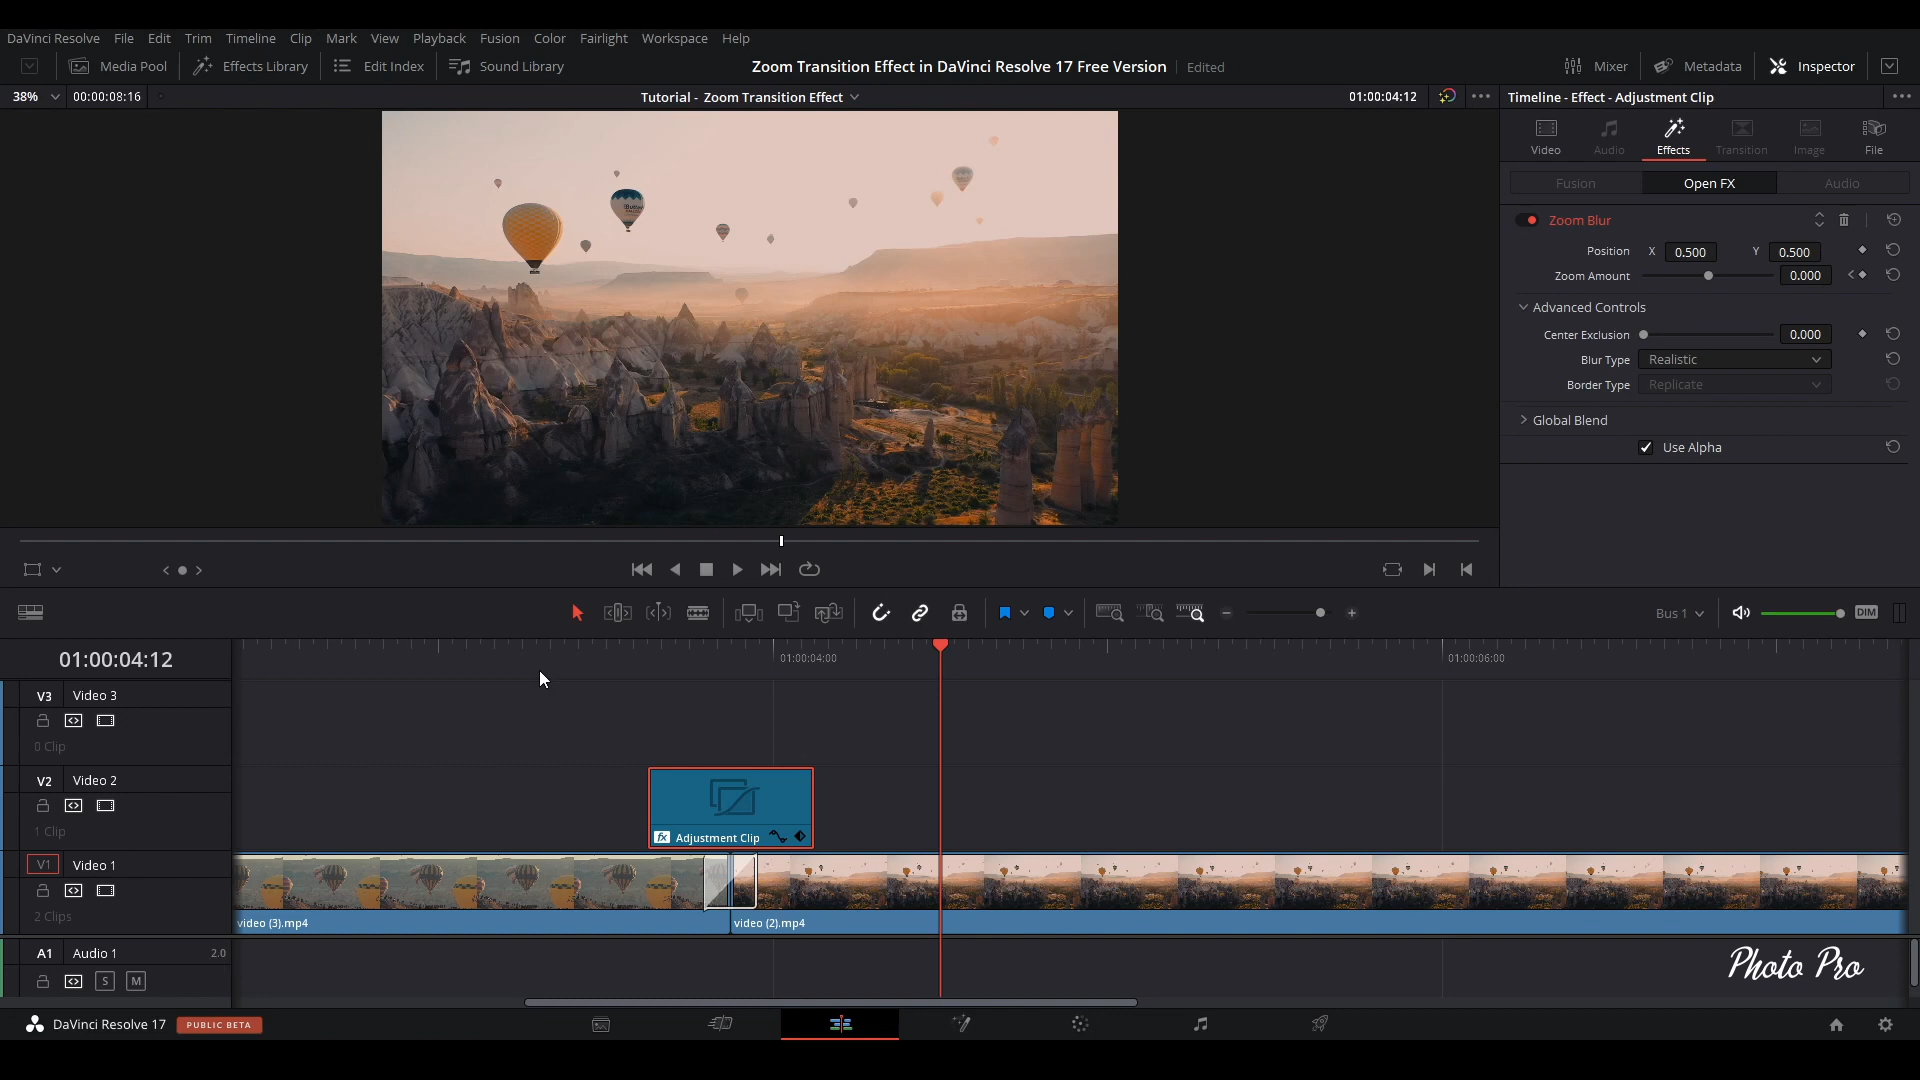 DaVinci Resolve File Edit Trim Timeline Clip Mark View Playback Fusion Color Fairlight Workspace Help
Media Pool Effects Library Edit Index Sound Library Zoom Transition Effect in DaVinci Resolve 17 Free Version Edited Mixer Metadata Inspector
38% 00:00:08:16 Tutorial - Zoom Transition Effect 01:00:04:12 Timeline - Effect - Adjustment Clip
Video Audio Effects Transition Image File
Fusion Open FX Audio
Zoom Blur
Position X 0.500 Y 0.500
Zoom Amount 0.000
Advanced Controls
Center Exclusion 0.000
Blur Type Realistic
Border Type Replicate
Global Blend
Use Alpha
Bus 1 DIM
01:00:04:12 01:00:04:00 01:00:06:00
V3 Video 3
0 Clip
V2 Video 2
1 Clip
fx Adjustment Clip
V1 Video 1
2 Clips
video (3).mp4 video (2).mp4
A1 Audio 1 2.0
S M
Photo Pro
DaVinci Resolve 17 PUBLIC BETA